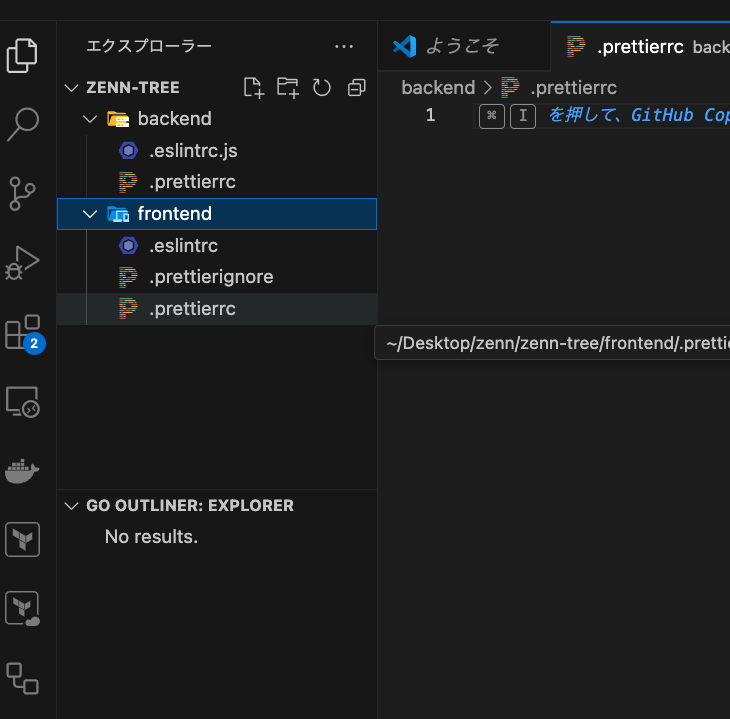 エクスプローラー
ようこそ
.prettierrc back
ZENN-TREE
backend
.eslintrc.js
.prettierrc
frontend
.eslintrc
.prettierignore
.prettierrc
backend > .prettierrc
1
⌘ I を押して、GitHub Cop
~/Desktop/zenn/zenn-tree/frontend/.prettie
2
GO OUTLINER: EXPLORER
No results.